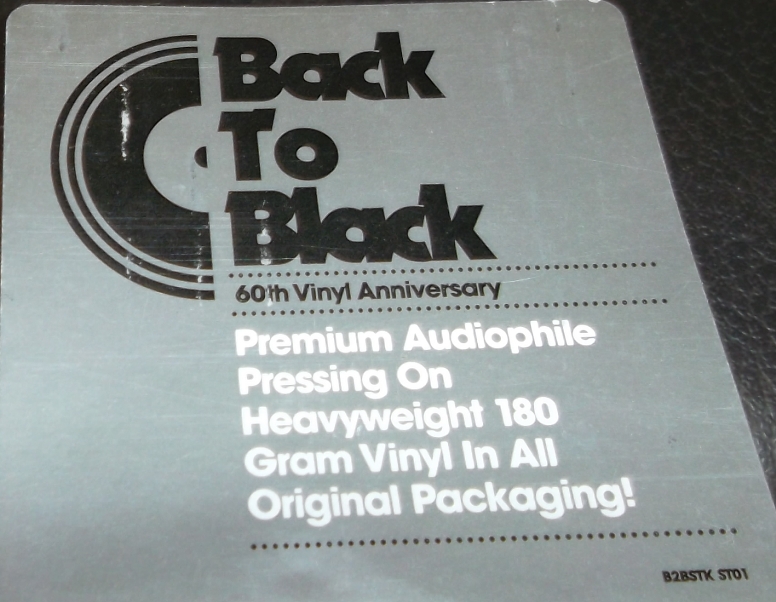 Back
To
Black
60th Vinyl Anniversary
Premium Audiophile
Pressing On
Heavyweight 180
Gram Vinyl In All
Original Packaging!
B2BSTK ST01